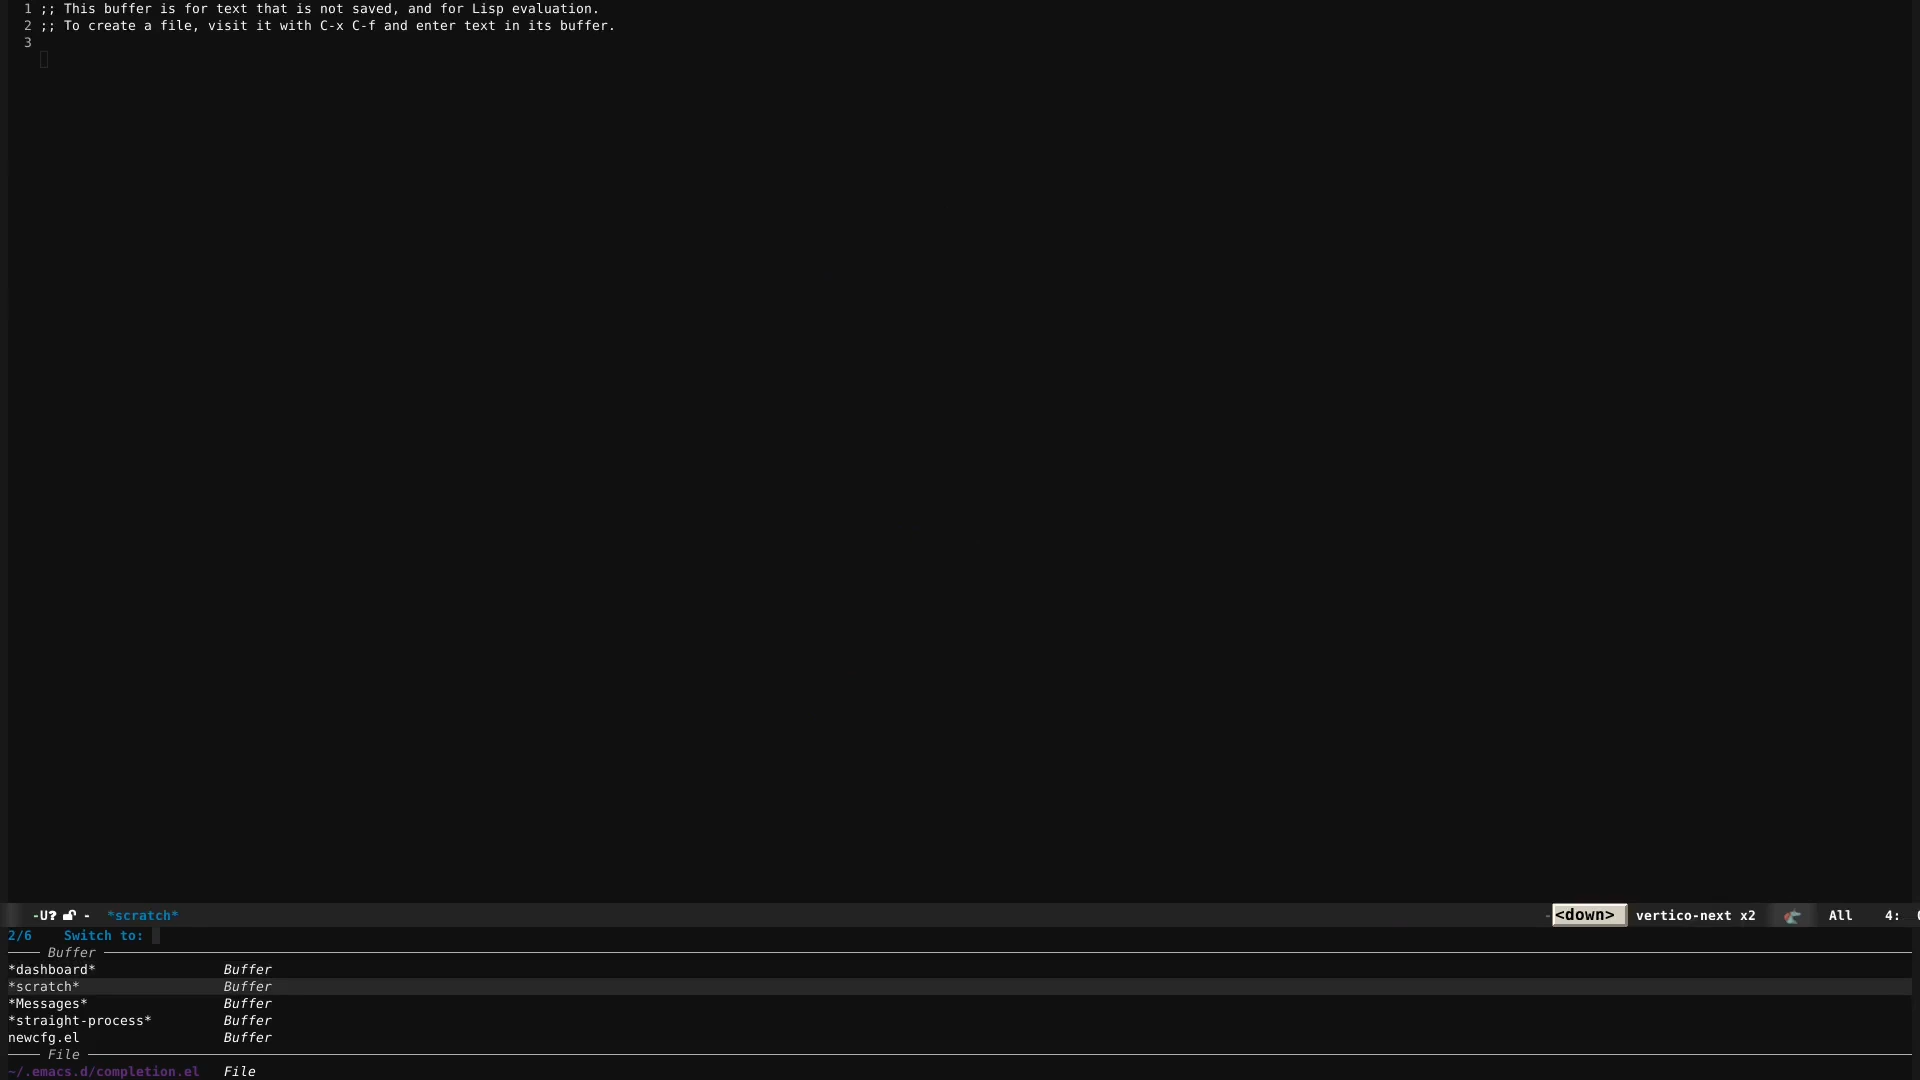 1 ;; This buffer is for text that is not saved, and for Lisp evaluation.
2 ;; To create a file, visit it with C-x C-f and enter text in its buffer.
3
-U? - *scratch* -<down> vertico-next x2 All 4:
2/6 Switch to:
Buffer
*dashboard* Buffer
*scratch* Buffer
*Messages* Buffer
*straight-process* Buffer
newcfg.el Buffer
File
~/.emacs.d/completion.el File